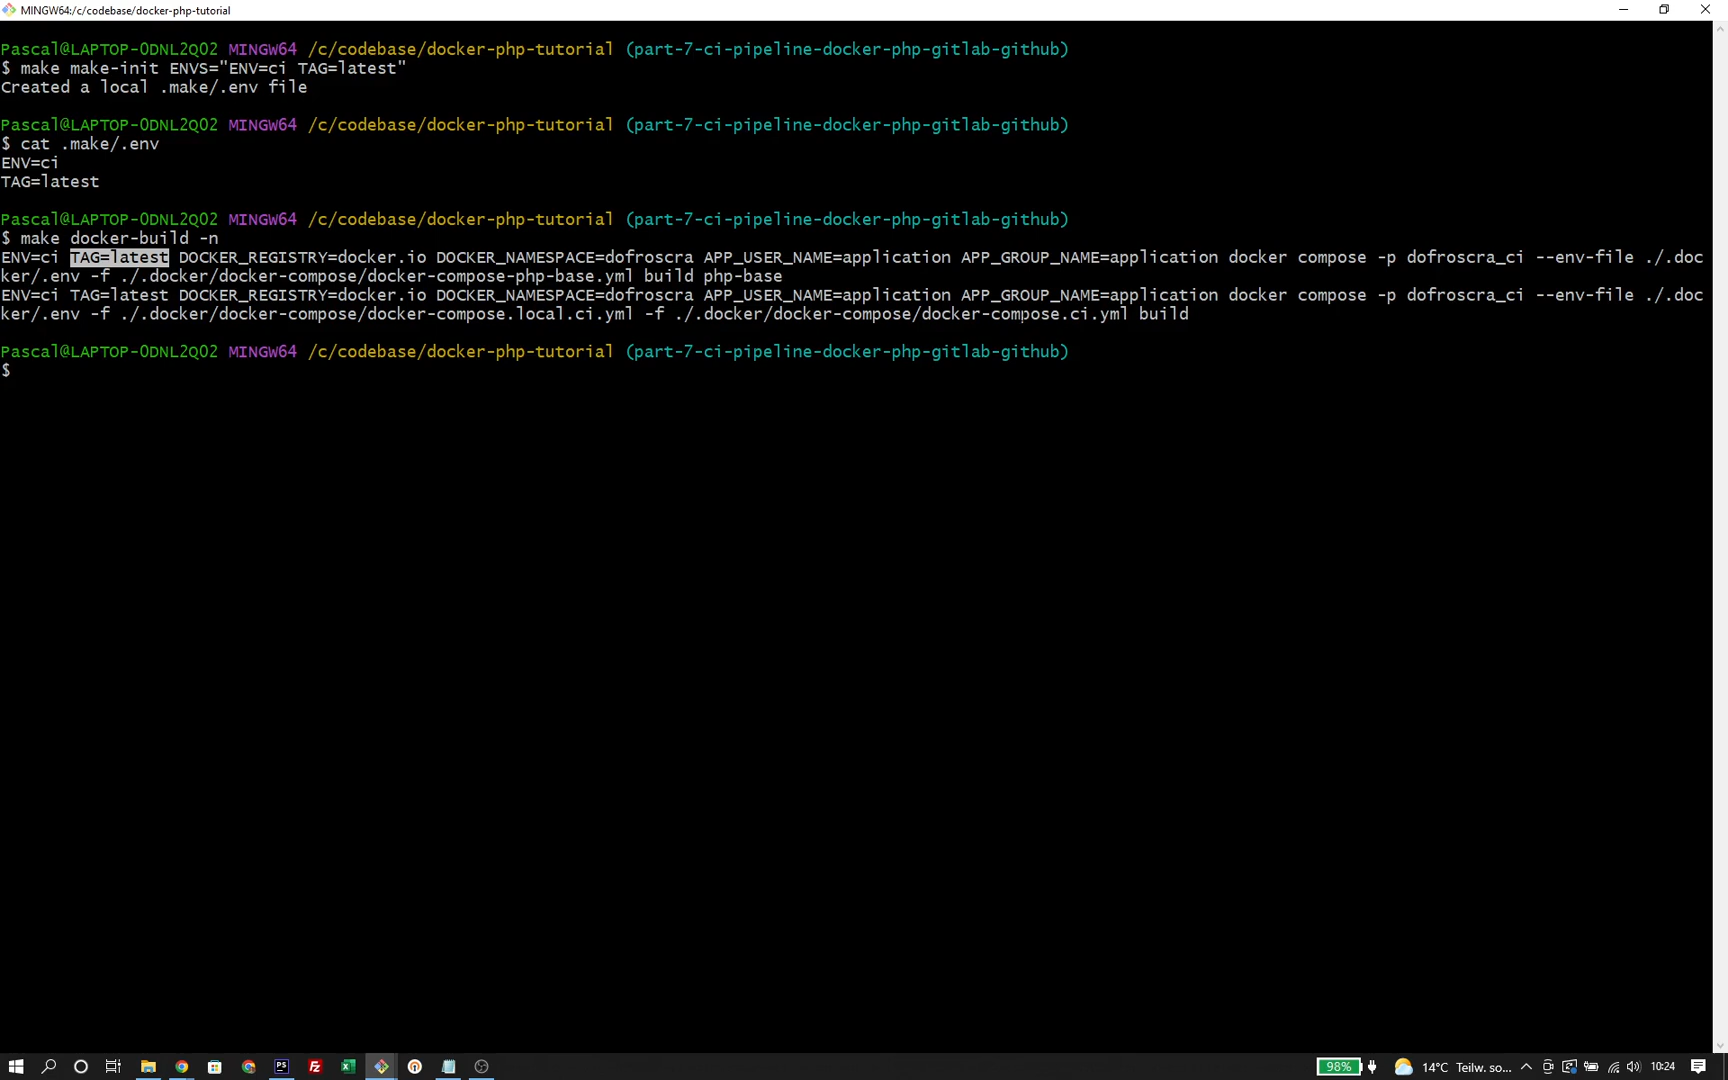 MINGW64:/c/codebase/docker-php-tutorial
Pascal@LAPTOP-0DNL2Q02 MINGW64 /c/codebase/docker-php-tutorial (part-7-ci-pipeline-docker-php-gitlab-github)
$ make make-init ENVS="ENV=ci TAG=latest"
Created a local .make/.env file
Pascal@LAPTOP-0DNL2Q02 MINGW64 /c/codebase/docker-php-tutorial (part-7-ci-pipeline-docker-php-gitlab-github)
$ cat .make/.env
ENV=ci
TAG=latest
Pascal@LAPTOP-0DNL2Q02 MINGW64 /c/codebase/docker-php-tutorial (part-7-ci-pipeline-docker-php-gitlab-github)
$ make docker-build -n
ENV=ci TAG=latest DOCKER_REGISTRY=docker.io DOCKER_NAMESPACE=dofroscra APP_USER_NAME=application APP_GROUP_NAME=application docker compose -p dofroscra_ci --env-file ./.doc
ker/.env -f ./.docker/docker-compose/docker-compose-php-base.yml build php-base
ENV=ci TAG=latest DOCKER_REGISTRY=docker.io DOCKER_NAMESPACE=dofroscra APP_USER_NAME=application APP_GROUP_NAME=application docker compose -p dofroscra_ci --env-file ./.doc
ker/.env -f ./.docker/docker-compose/docker-compose.local.ci.yml -f ./.docker/docker-compose/docker-compose.ci.yml build
Pascal@LAPTOP-0DNL2Q02 MINGW64 /c/codebase/docker-php-tutorial (part-7-ci-pipeline-docker-php-gitlab-github)
$
98% 14°C Teilw. so... 10:24